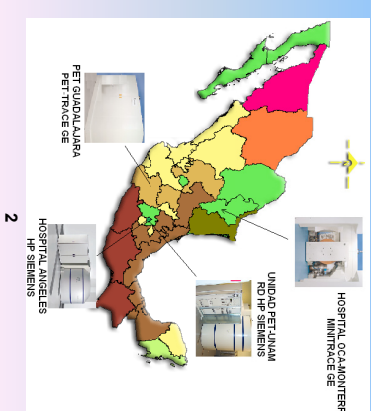 PET GUADALAJARA
PET-TRACE GE
HOSPITAL OCA-MONTERR
MINITRACE GE
UNIDAD PET-UNAM
RD HP SIEMENS
HOSPITAL ANGELES
HP SIEMENS
2